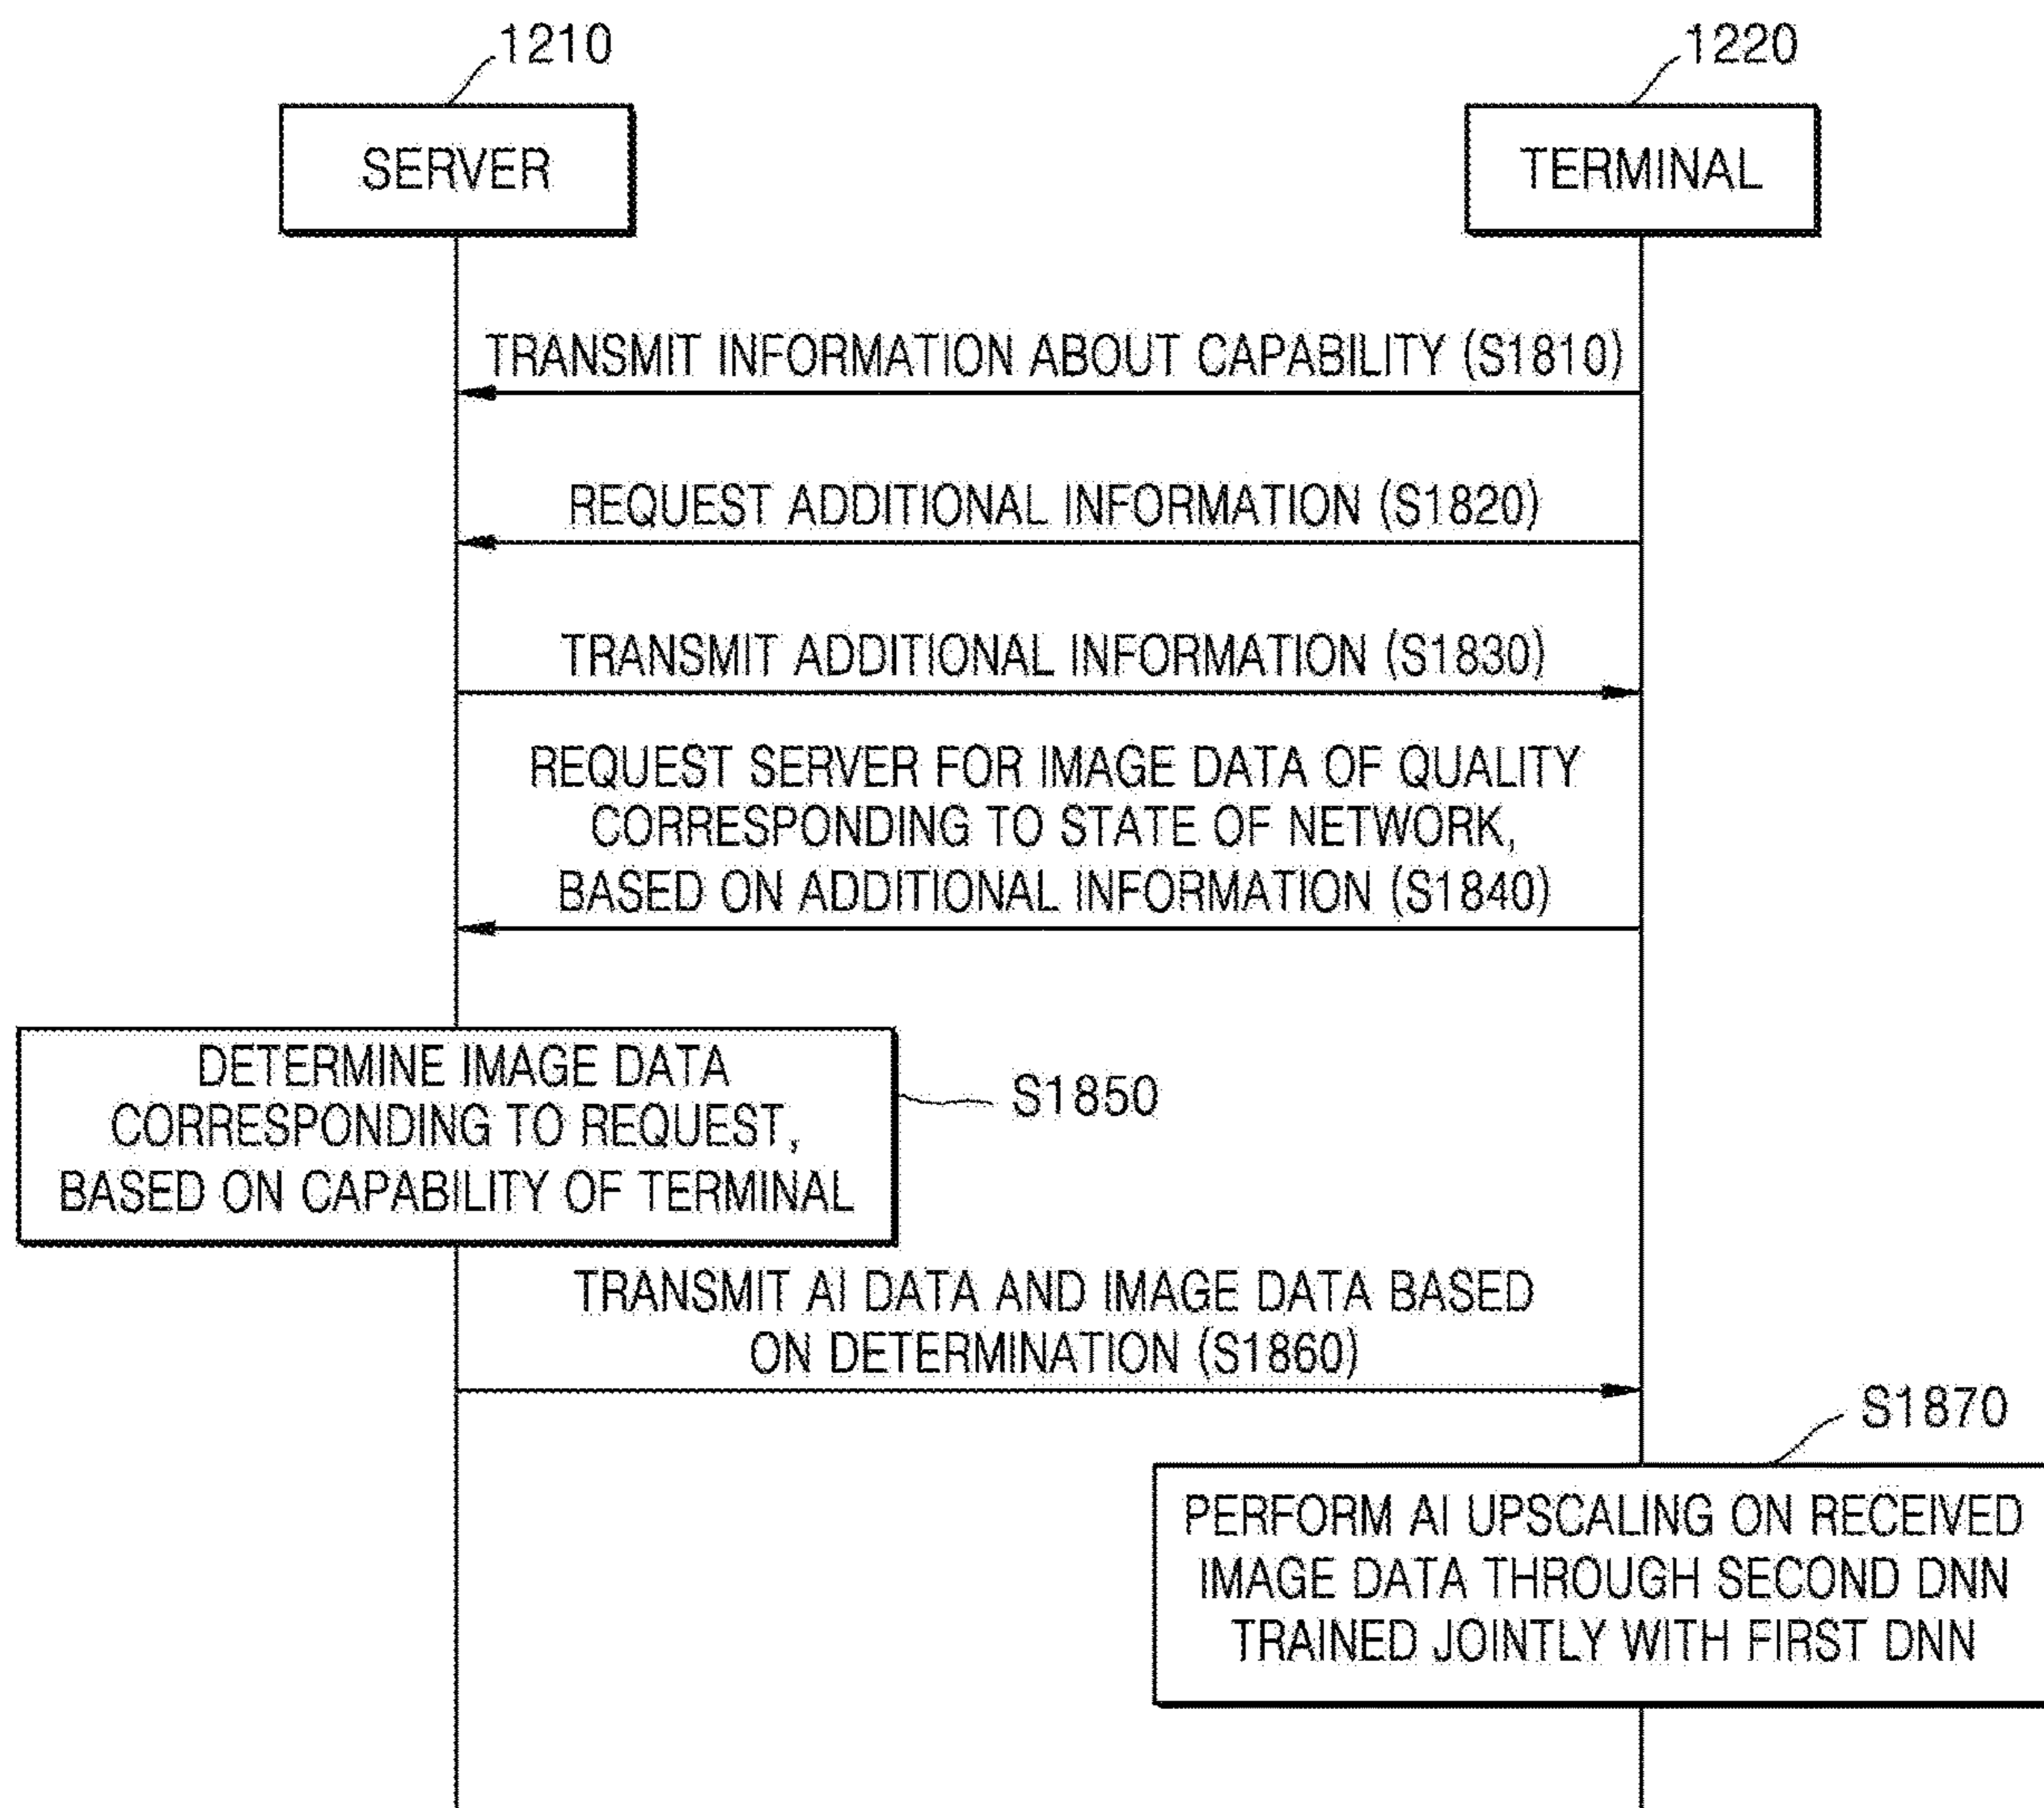 1210
1220
SERVER
TERMINAL
TRANSMIT INFORMATION ABOUT CAPABILITY (S1810)
REQUEST ADDITIONAL INFORMATION (S1820)
TRANSMIT ADDITIONAL INFORMATION (S1830)
REQUEST SERVER FOR IMAGE DATA OF QUALITY
CORRESPONDING TO STATE OF NETWORK,
BASED ON ADDITIONAL INFORMATION (S1840)
DETERMINE IMAGE DATA
CORRESPONDING TO REQUEST,
BASED ON CAPABILITY OF TERMINAL
S1850
TRANSMIT AI DATA AND IMAGE DATA BASED
ON DETERMINATION (S1860)
S1870
PERFORM AI UPSCALING ON RECEIVED
IMAGE DATA THROUGH SECOND DNN
TRAINED JOINTLY WITH FIRST DNN